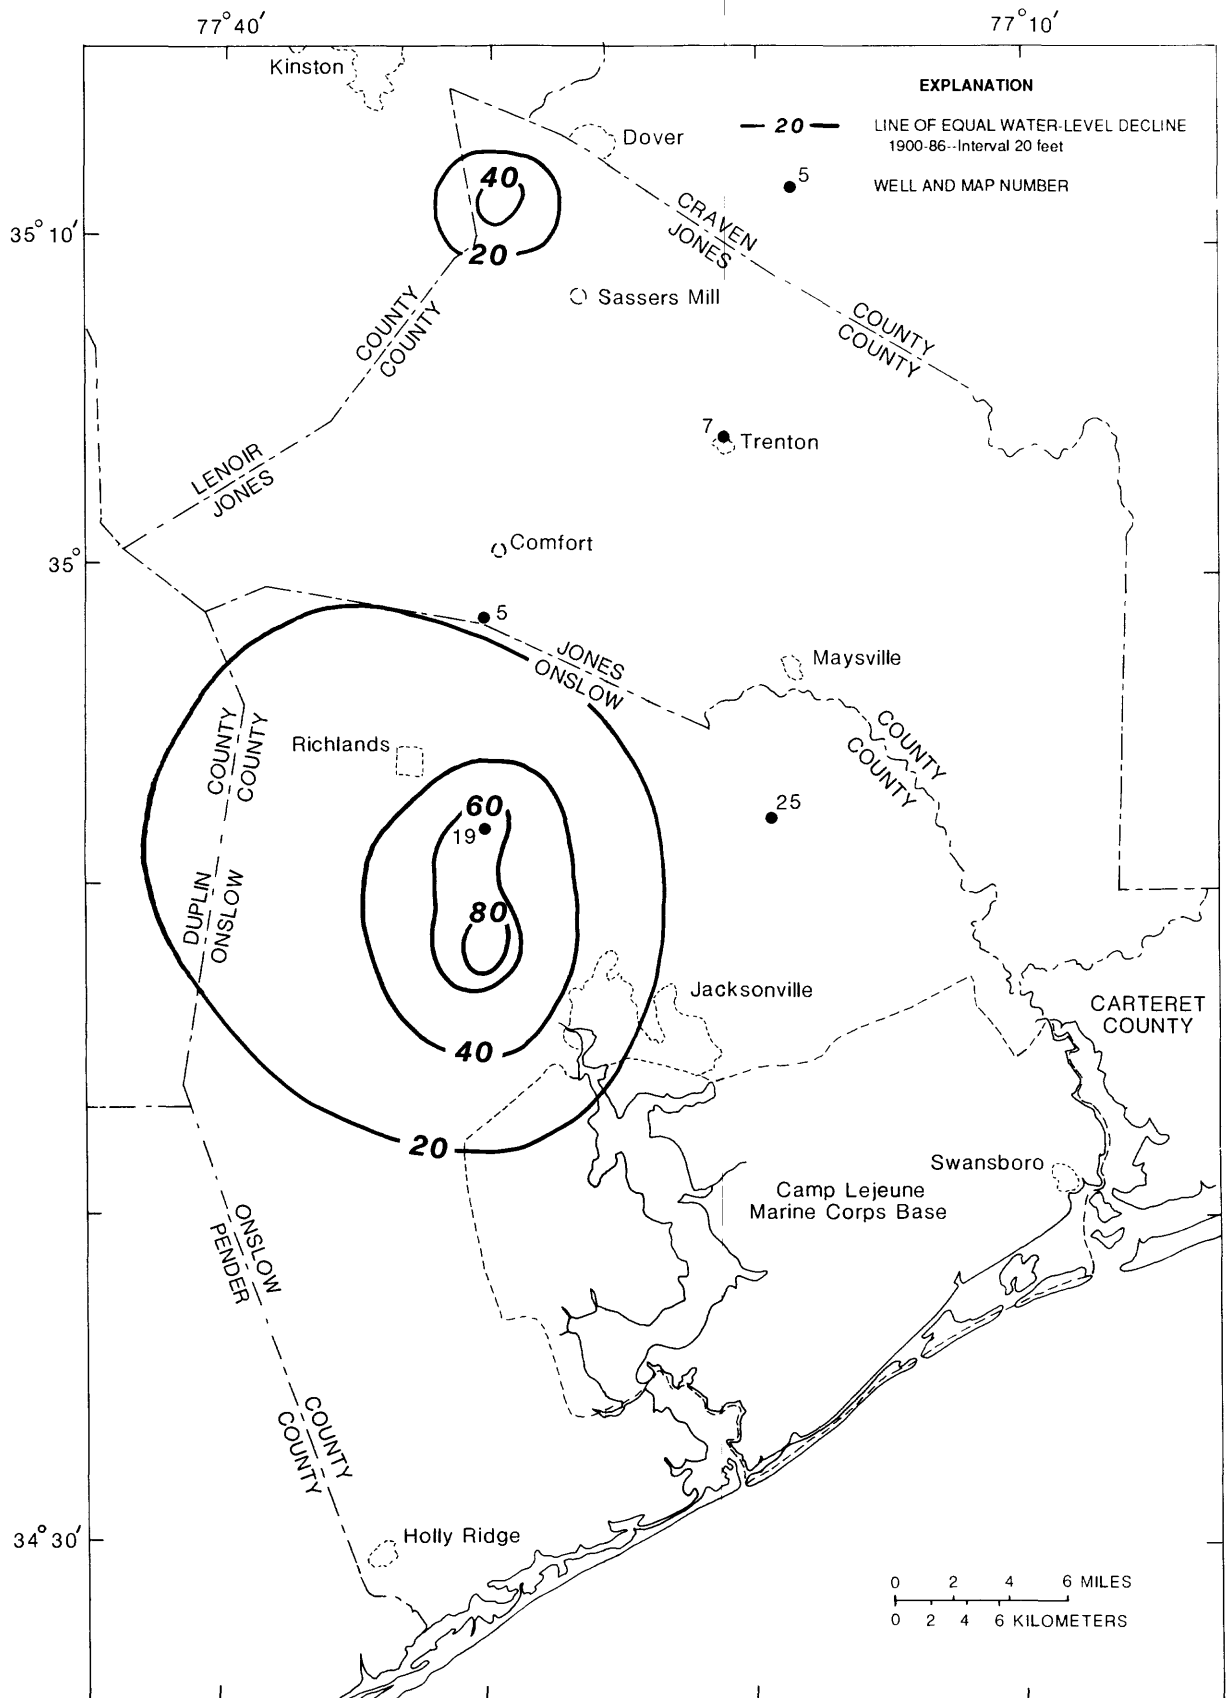 77°40′
77°10′
Kinston
EXPLANATION
20
LINE OF EQUAL WATER-LEVEL DECLINE
1900-86--Interval 20 feet
Dover
5
WELL AND MAP NUMBER
40
CRAVEN
JONES
35°10′
20
Sassers Mill
COUNTY
COUNTY
COUNTY
COUNTY
7
Trenton
LENOIR
JONES
Comfort
35°
5
JONES
ONSLOW
Maysville
COUNTY
COUNTY
Richlands
COUNTY
COUNTY
60
19
25
DUPLIN
ONSLOW
80
Jacksonville
CARTERET
COUNTY
40
20
Swansboro
Camp Lejeune
Marine Corps Base
ONSLOW
PENDER
COUNTY
COUNTY
34°30′
Holly Ridge
0 2 4 6 MILES
0 2 4 6 KILOMETERS